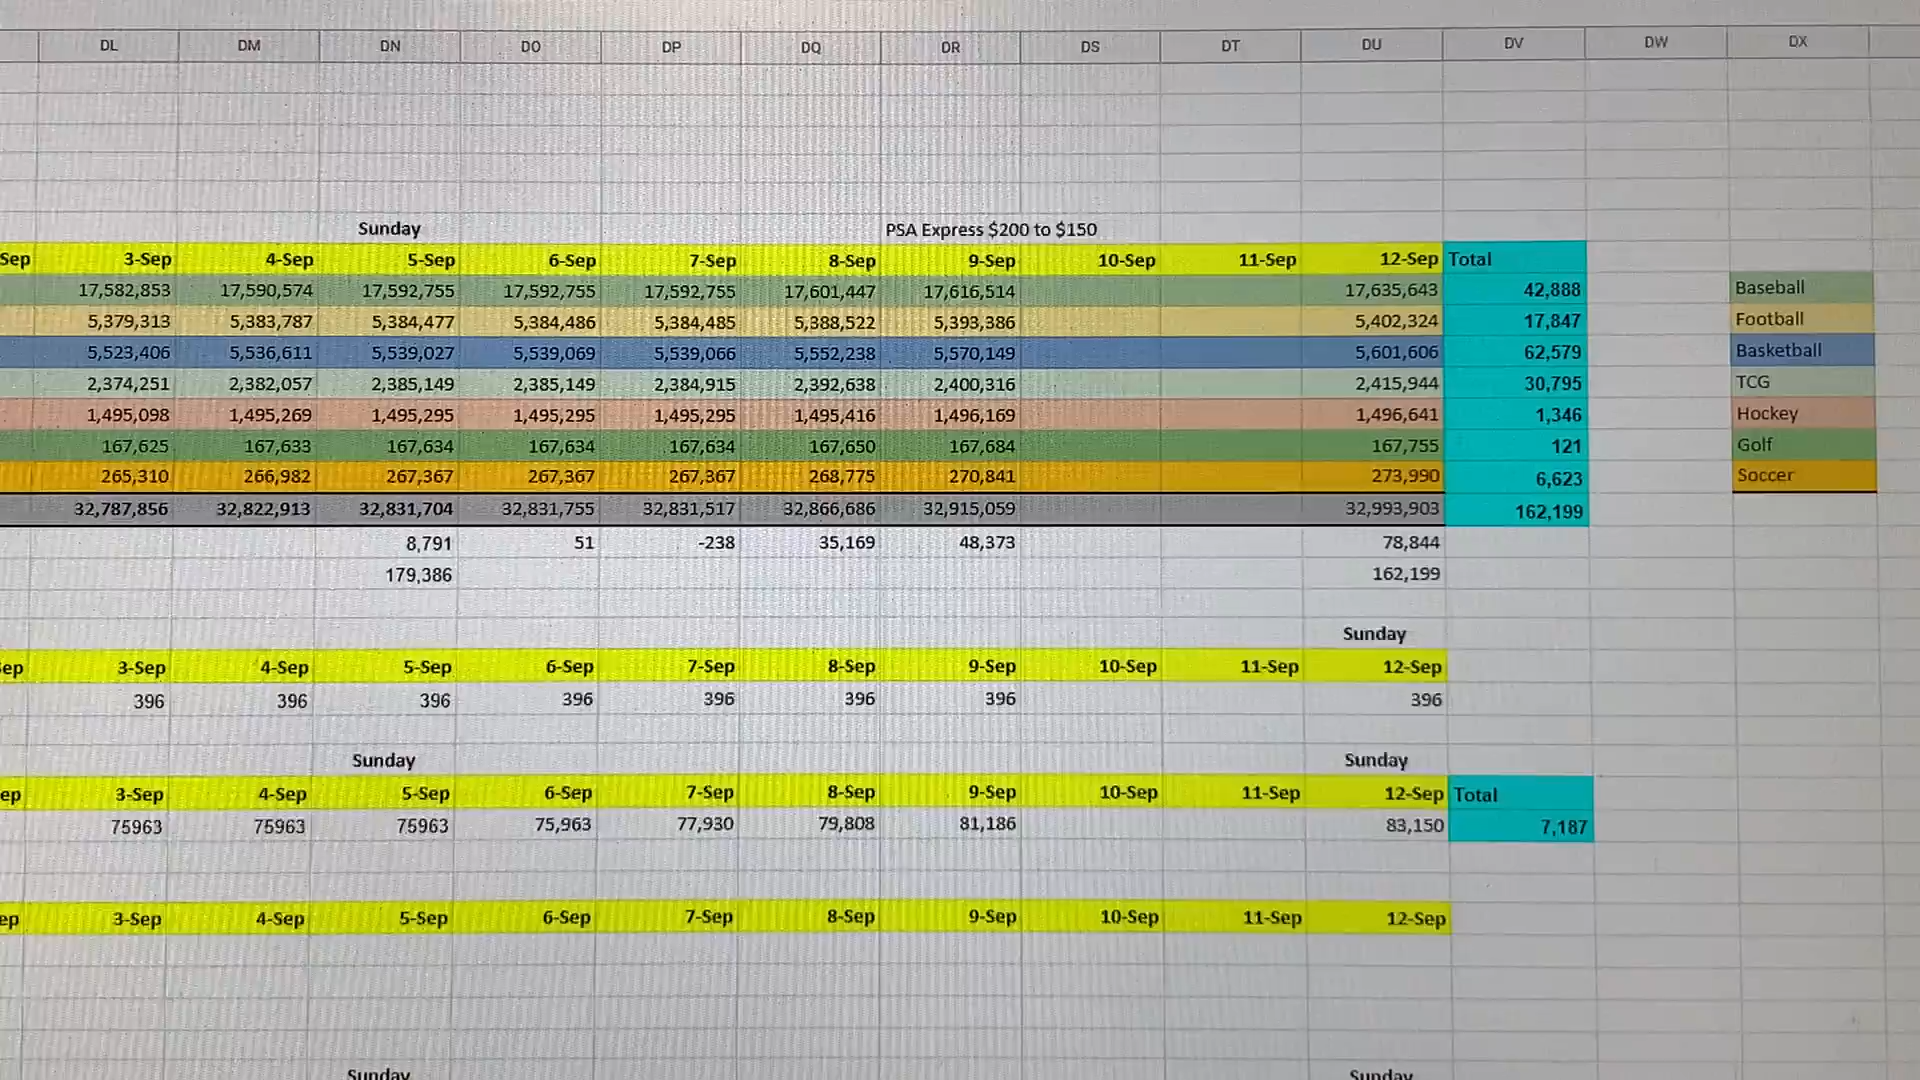 DL DM DN DO DP DQ DR DS DT DU DV DW DX
Sunday PSA Express $200 to $150
Sep 3-Sep 4-Sep 5-Sep 6-Sep 7-Sep 8-Sep 9-Sep 10-Sep 11-Sep 12-Sep Total
17,582,853 17,590,574 17,592,755 17,592,755 17,592,755 17,601,447 17,616,514 17,635,643 42,888 Baseball
5,379,313 5,383,787 5,384,477 5,384,486 5,384,485 5,388,522 5,393,386 5,402,324 17,847 Football
5,523,406 5,536,611 5,539,027 5,539,069 5,539,066 5,552,238 5,570,149 5,601,606 62,579 Basketball
2,374,251 2,382,057 2,385,149 2,385,149 2,384,915 2,392,638 2,400,316 2,415,944 30,795 TCG
1,495,098 1,495,269 1,495,295 1,495,295 1,495,295 1,495,416 1,496,169 1,496,641 1,346 Hockey
167,625 167,633 167,634 167,634 167,634 167,650 167,684 167,755 121 Golf
265,310 266,982 267,367 267,367 267,367 268,775 270,841 273,990 6,623 Soccer
32,787,856 32,822,913 32,831,704 32,831,755 32,831,517 32,866,686 32,915,059 32,993,903 162,199
8,791 51 -238 35,169 48,373 78,844
179,386 162,199
Sunday
ep 3-Sep 4-Sep 5-Sep 6-Sep 7-Sep 8-Sep 9-Sep 10-Sep 11-Sep 12-Sep
396 396 396 396 396 396 396 396
Sunday Sunday
ep 3-Sep 4-Sep 5-Sep 6-Sep 7-Sep 8-Sep 9-Sep 10-Sep 11-Sep 12-Sep Total
75963 75963 75963 75,963 77,930 79,808 81,186 83,150 7,187
ep 3-Sep 4-Sep 5-Sep 6-Sep 7-Sep 8-Sep 9-Sep 10-Sep 11-Sep 12-Sep
Sunday Sunday